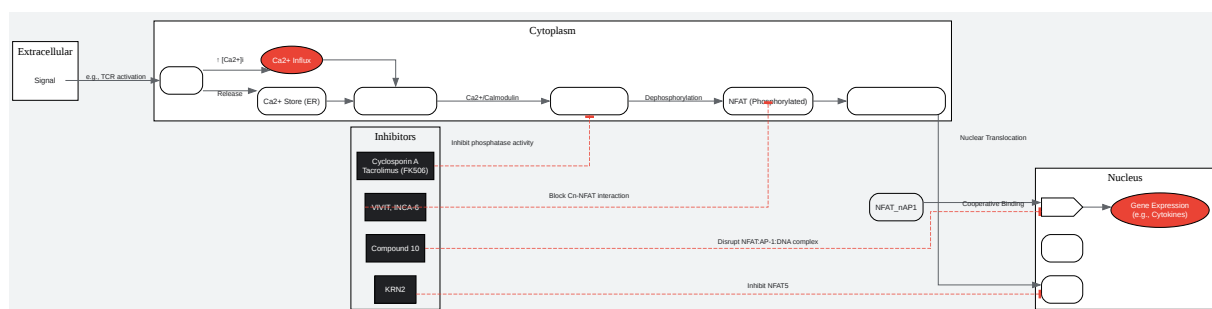 Cytoplasm
Extracellular
Signal
e.g., TCR activation
↑ [Ca2+]i
Ca2+ Influx
Release
Ca2+ Store (ER)
Ca2+/Calmodulin
Dephosphorylation
NFAT (Phosphorylated)
Inhibitors
Inhibit phosphatase activity
Nuclear Translocation
Cyclosporin A
Tacrolimus (FK506)
Nucleus
Block Cn-NFAT interaction
VIVIT, INCA-6
NFAT_nAP1
Cooperative Binding
Gene Expression
(e.g., Cytokines)
Compound 10
Disrupt NFAT:AP-1:DNA complex
KRN2
Inhibit NFAT5